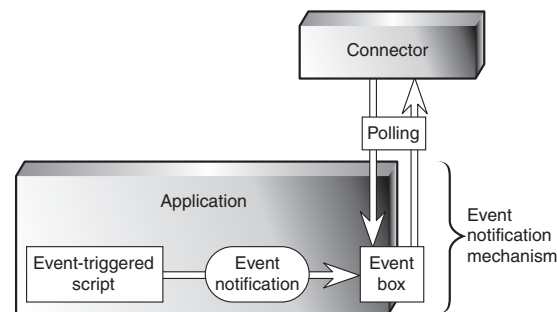 Connector
Polling
Application
Event
notification
mechanism
Event-triggered
script
Event
notification
Event
box